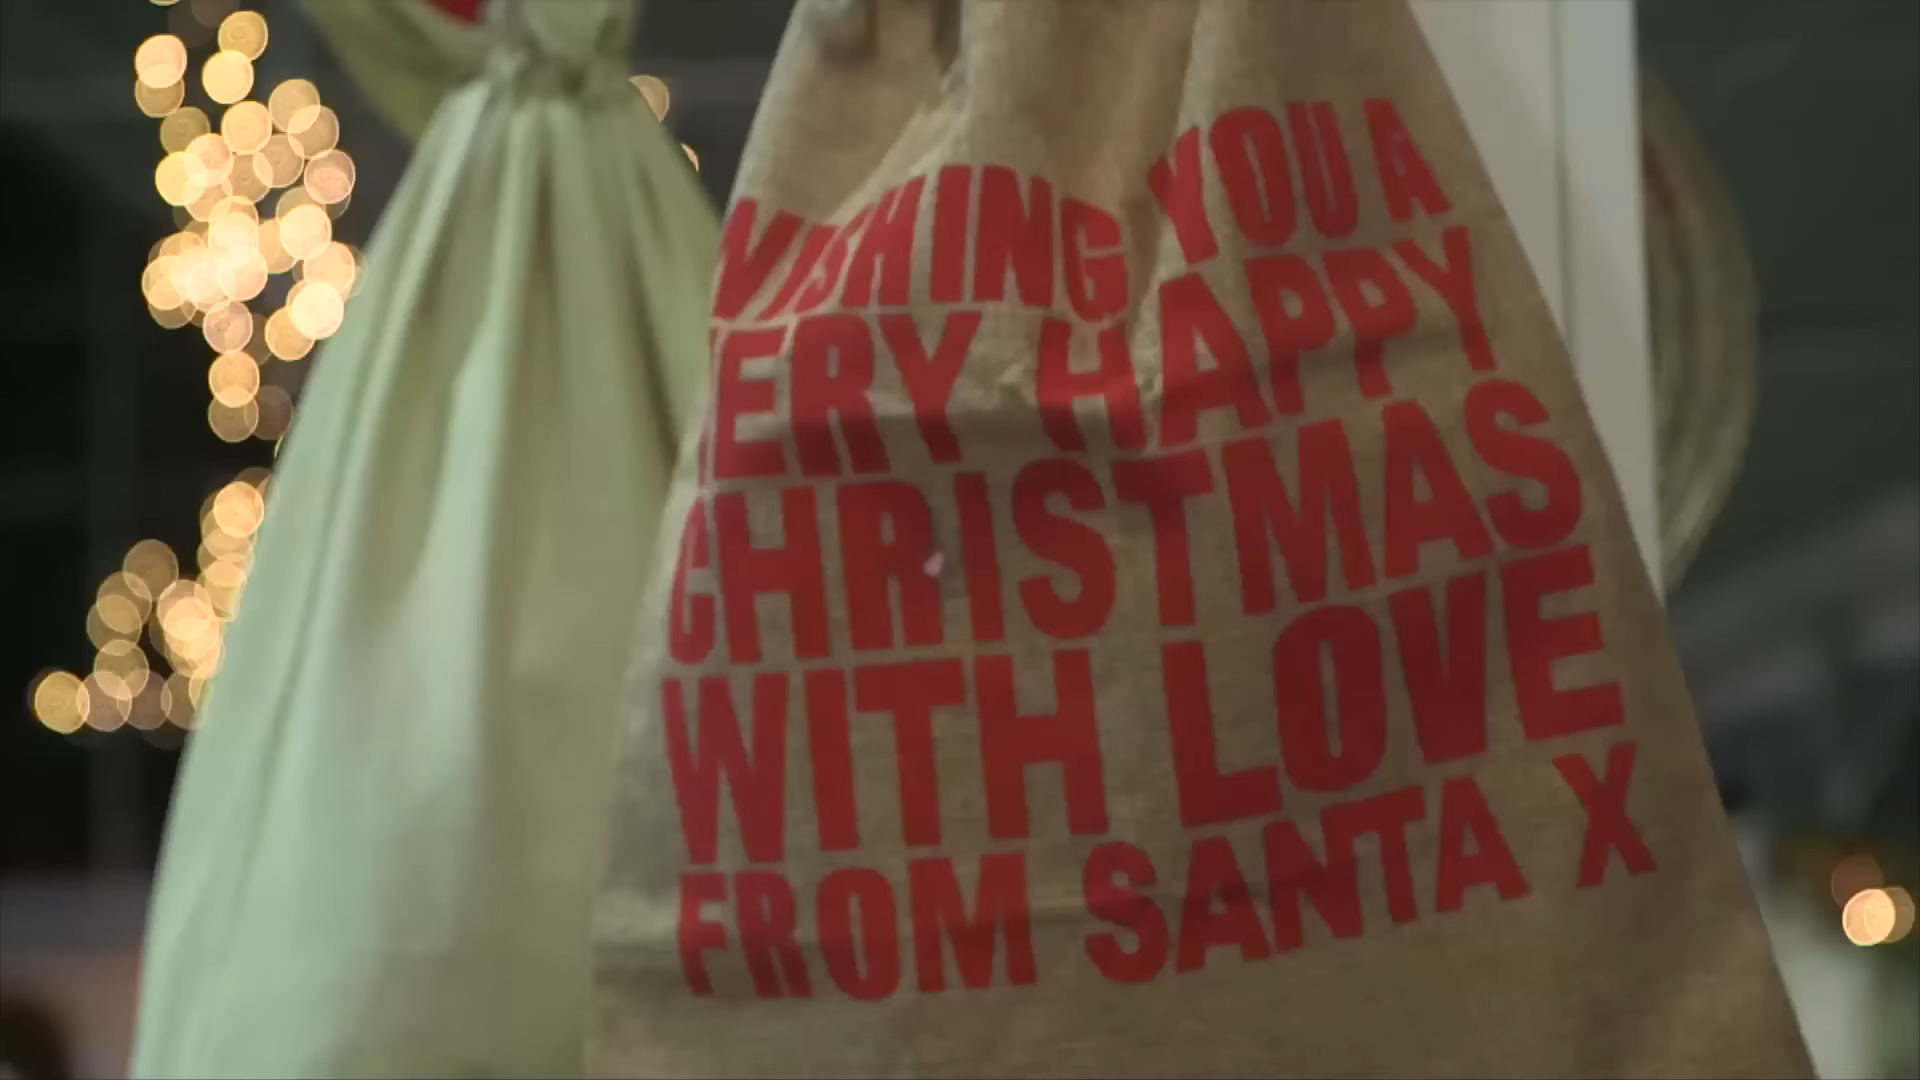 WISHING YOU A
VERY HAPPY
CHRISTMAS
WITH LOVE
FROM SANTA X